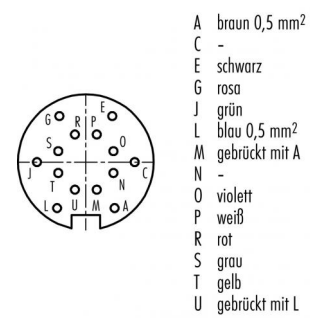 A braun 0,5 mm²
C -
E schwarz
G rosa
J grün
L blau 0,5 mm²
M gebrückt mit A
N -
O violett
P weiß
R rot
S grau
T gelb
U gebrückt mit L
E
G
R P
S
O
J
C
T
N
L U M A